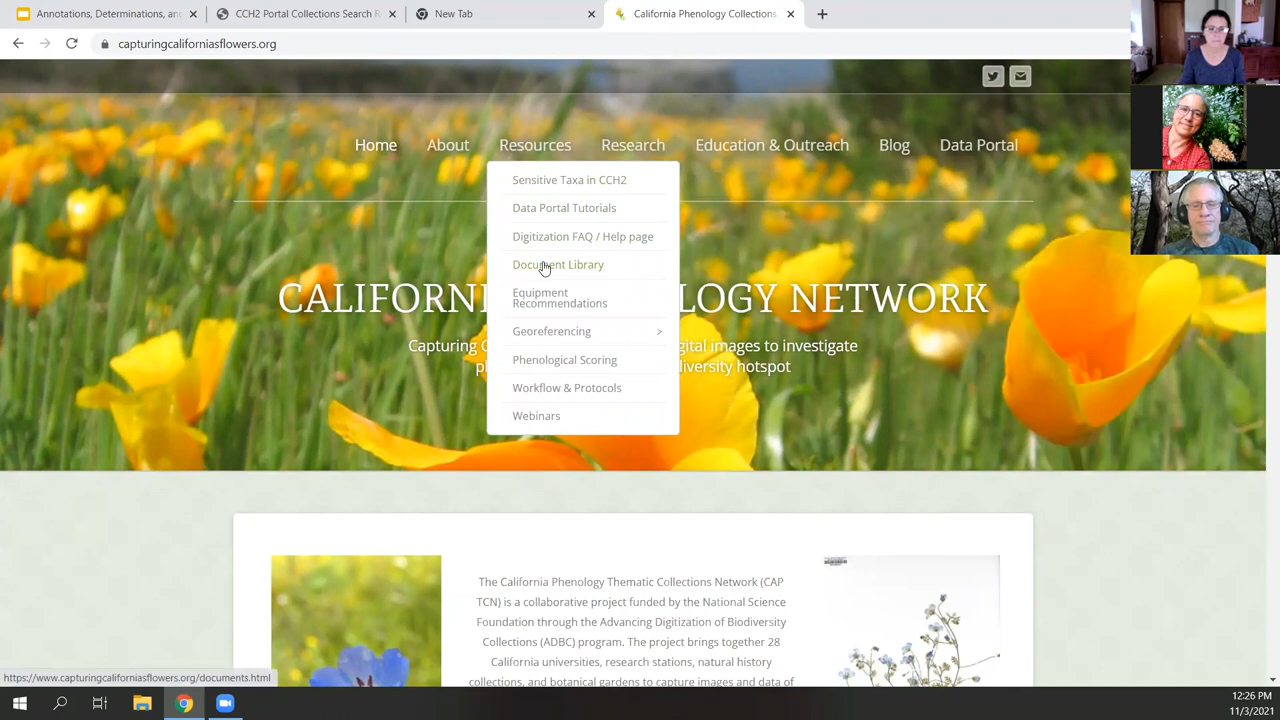 Annotations, Determinations, an
CCH2 Portal Collections Search R
New Tab
California Phenology Collections
capturingcaliforniasflowers.org
Home
About
Resources
Research
Education & Outreach
Blog
Data Portal
Sensitive Taxa in CCH2
Data Portal Tutorials
Digitization FAQ / Help page
Document Library
Equipment
Recommendations
Georeferencing >
Phenological Scoring
Workflow & Protocols
Webinars
CALIFORN LOGY NETWORK
Capturing gital images to investigate
diversity hotspot
The California Phenology Thematic Collections Network (CAP
TCN) is a collaborative project funded by the National Science
Foundation through the Advancing Digitization of Biodiversity
Collections (ADBC) program. The project brings together 28
California universities, research stations, natural history
collections, and botanical gardens to capture images and data of
https://www.capturingcaliforniasflowers.org/documents.html
12:26 PM
11/3/2021